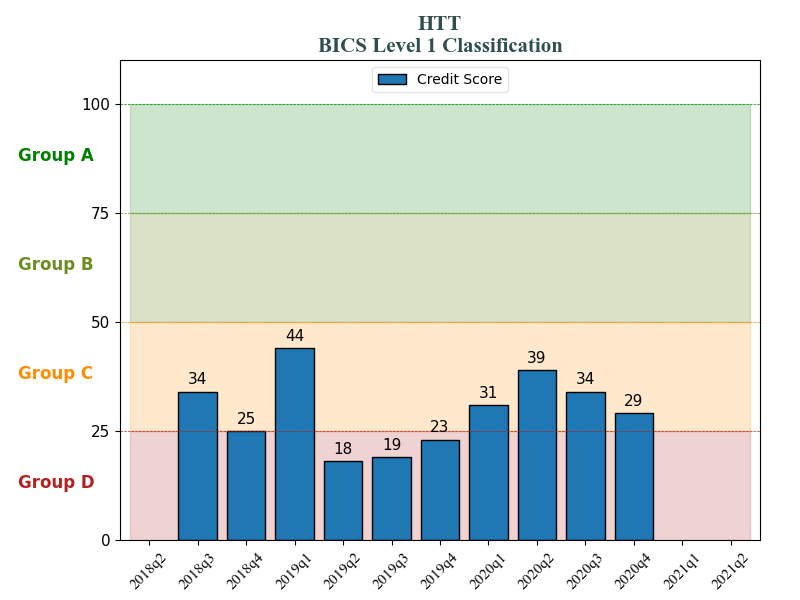 HTT
BICS Level 1 Classification
Credit Score
100
Group A
75
Group B
50
44
39
Group C
34
34
31
29
25
25
23
19
18
Group D
0
2018q2
2018q3
2018q4
2019q1
2019q2
2019q3
2019q4
2020q1
2020q2
2020q3
2020q4
2021q1
2021q2